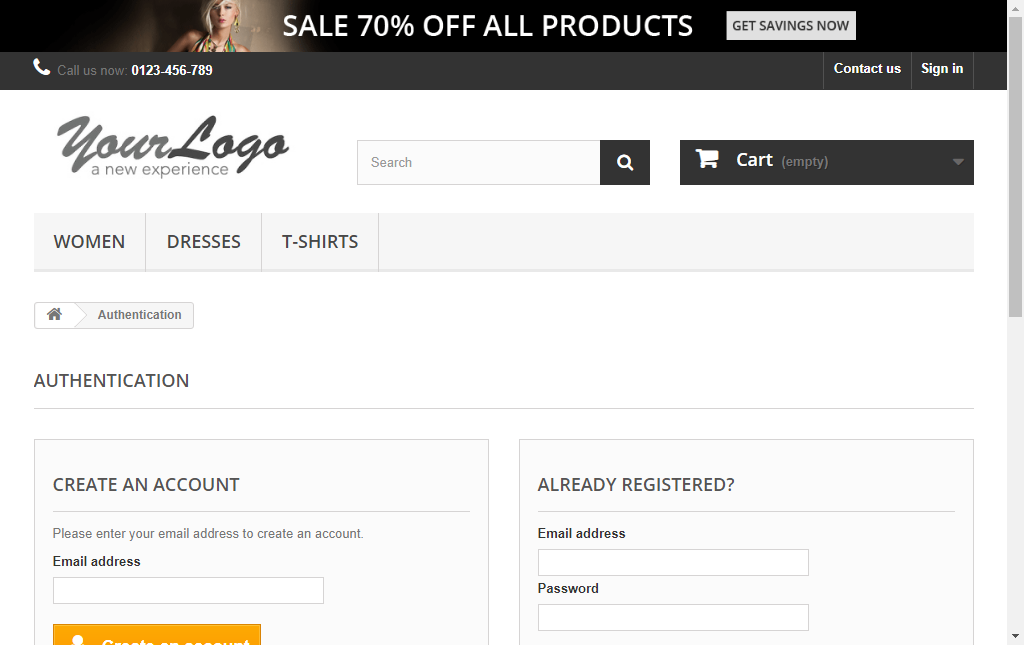 SALE 70% OFF ALL PRODUCTS GET SAVINGS NOW
Call us now: 0123-456-789 Contact us Sign in
YourLogo
a new experience
Search
Cart (empty)
WOMEN DRESSES T-SHIRTS
Authentication
AUTHENTICATION
CREATE AN ACCOUNT
Please enter your email address to create an account.
Email address
Create an account
ALREADY REGISTERED?
Email address
Password